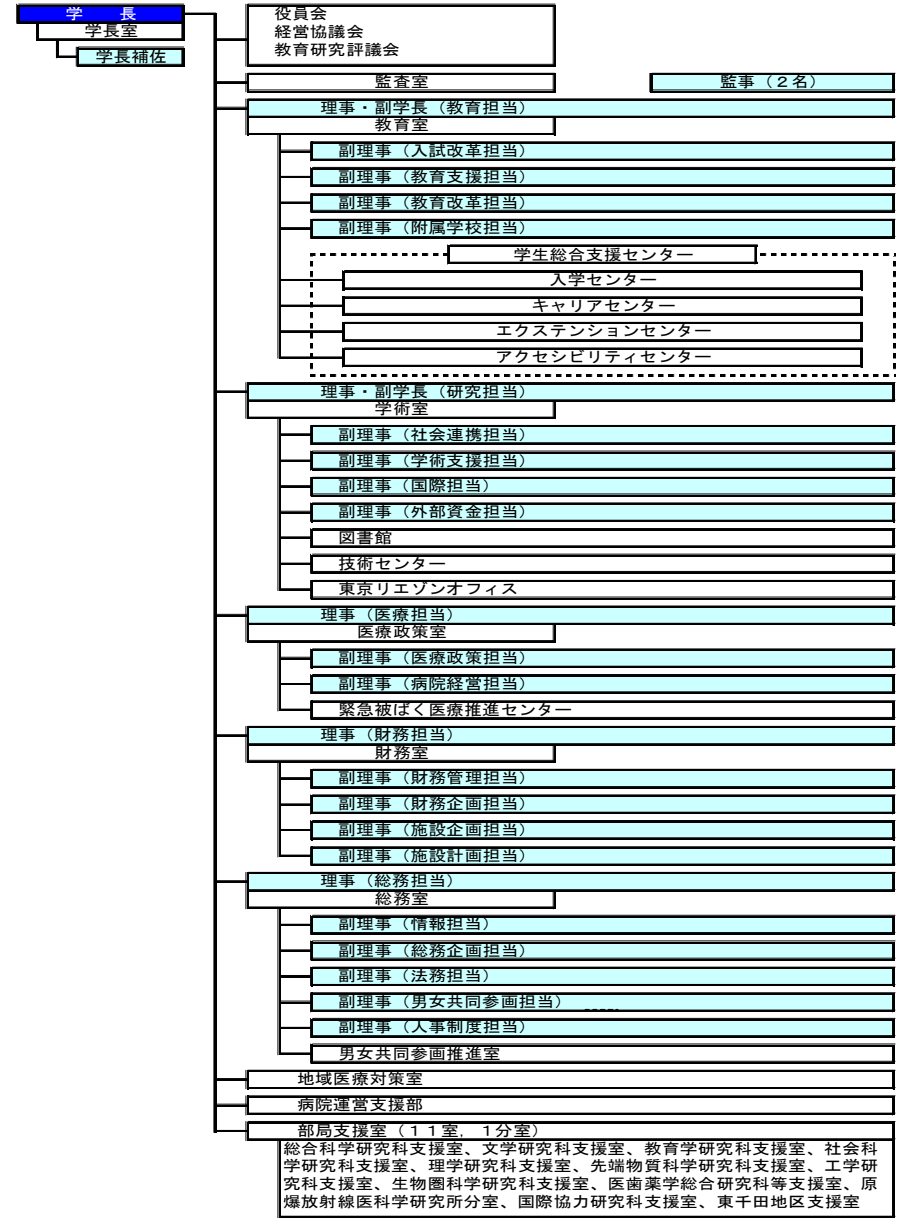 学　長
学長室
学長補佐
役員会
経営協議会
教育研究評議会
監査室
監事（２名）
理事・副学長（教育担当）
教育室
副理事（入試改革担当）
副理事（教育支援担当）
副理事（教育改革担当）
副理事（附属学校担当）
学生総合支援センター
入学センター
キャリアセンター
エクステンションセンター
アクセシビリティセンター
理事・副学長（研究担当）
学術室
副理事（社会連携担当）
副理事（学術支援担当）
副理事（国際担当）
副理事（外部資金担当）
図書館
技術センター
東京リエゾンオフィス
理事（医療担当）
医療政策室
副理事（医療政策担当）
副理事（病院経営担当）
緊急被ばく医療推進センター
理事（財務担当）
財務室
副理事（財務管理担当）
副理事（財務企画担当）
副理事（施設企画担当）
副理事（施設計画担当）
理事（総務担当）
総務室
副理事（情報担当）
副理事（総務企画担当）
副理事（法務担当）
副理事（男女共同参画担当）
副理事（人事制度担当）
男女共同参画推進室
地域医療対策室
病院運営支援部
部局支援室（１１室，１分室）
総合科学研究科支援室、文学研究科支援室、教育学研究科支援室、社会科
学研究科支援室、理学研究科支援室、先端物質科学研究科支援室、工学研
究科支援室、生物圏科学研究科支援室、医歯薬学総合研究科等支援室、原
爆放射線医科学研究所分室、国際協力研究科支援室、東千田地区支援室